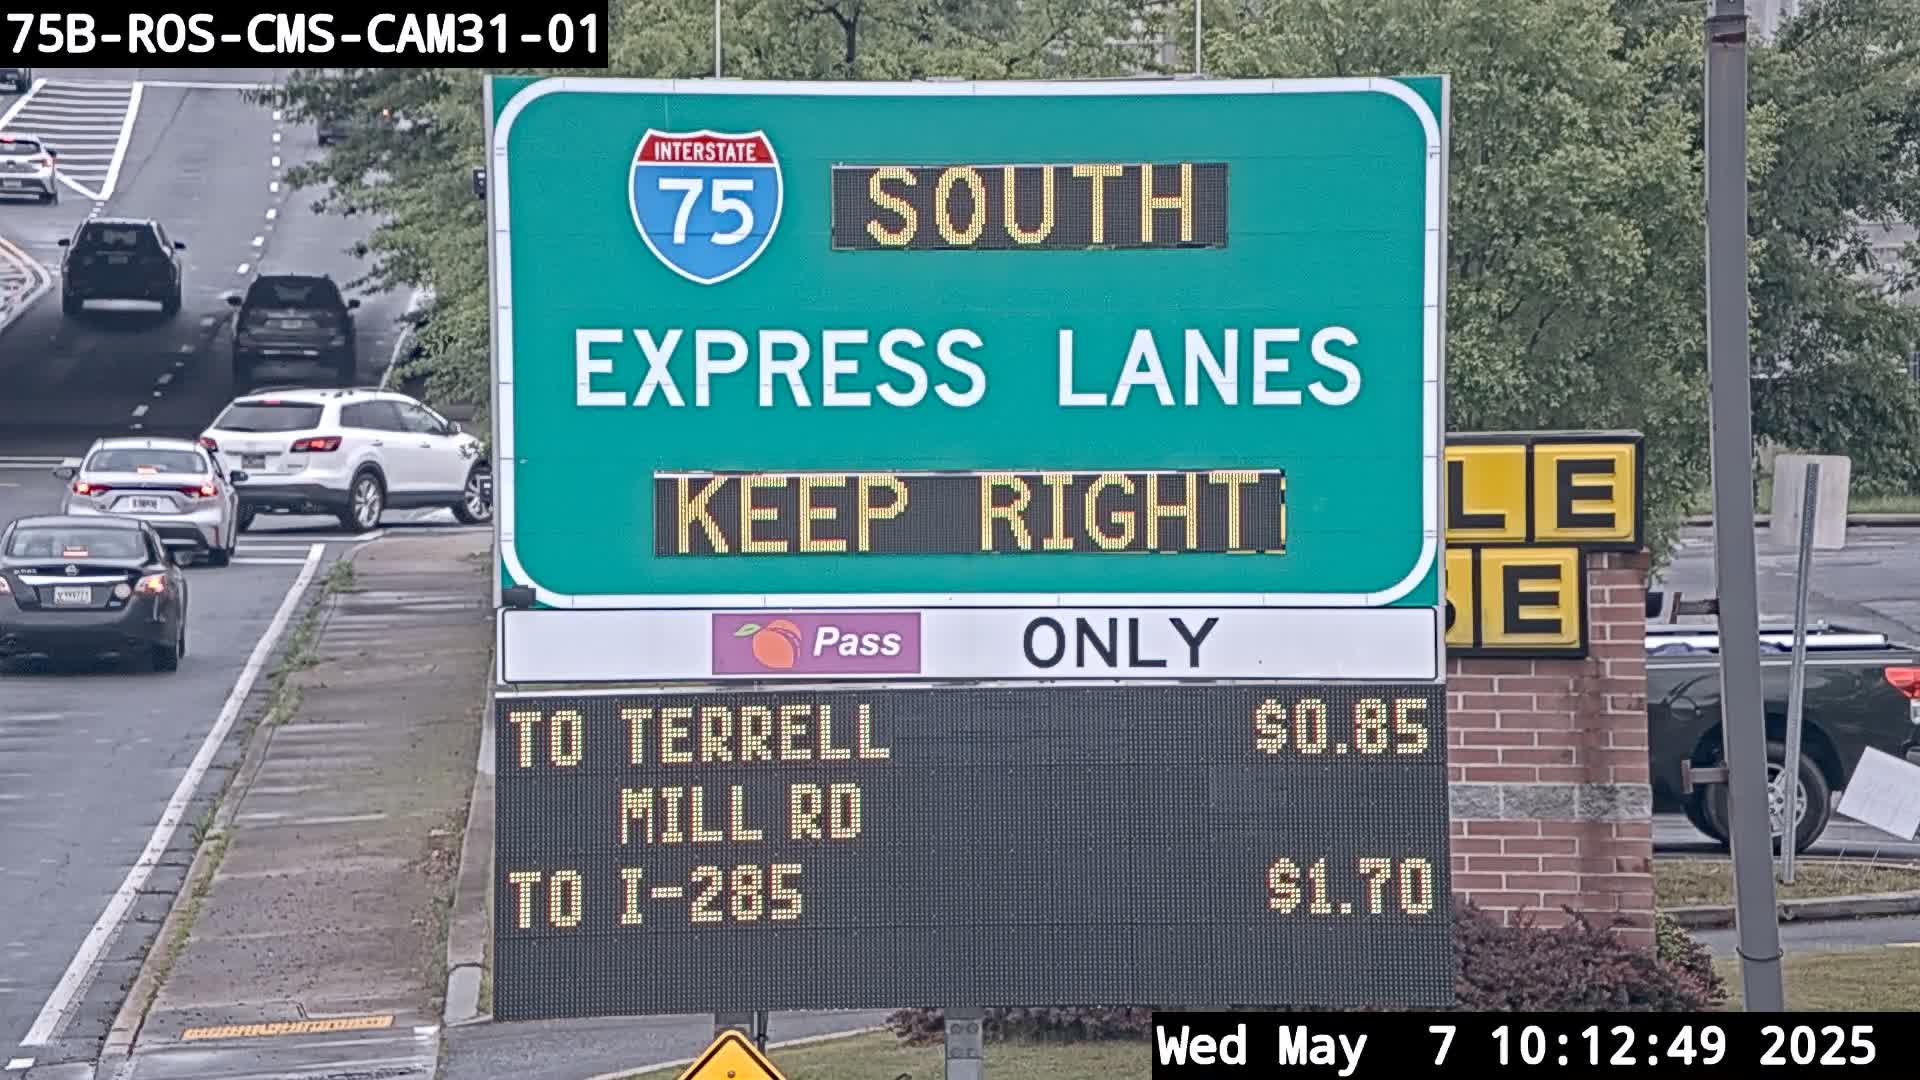 75B-ROS-CMS-CAM31-01
INTERSTATE
75
SOUTH
EXPRESS LANES
KEEP RIGHT
Pass ONLY
TO TERRELL $0.85
MILL RD
TO I-285 $1.70
LE
E
Wed May 7 10:12:49 2025